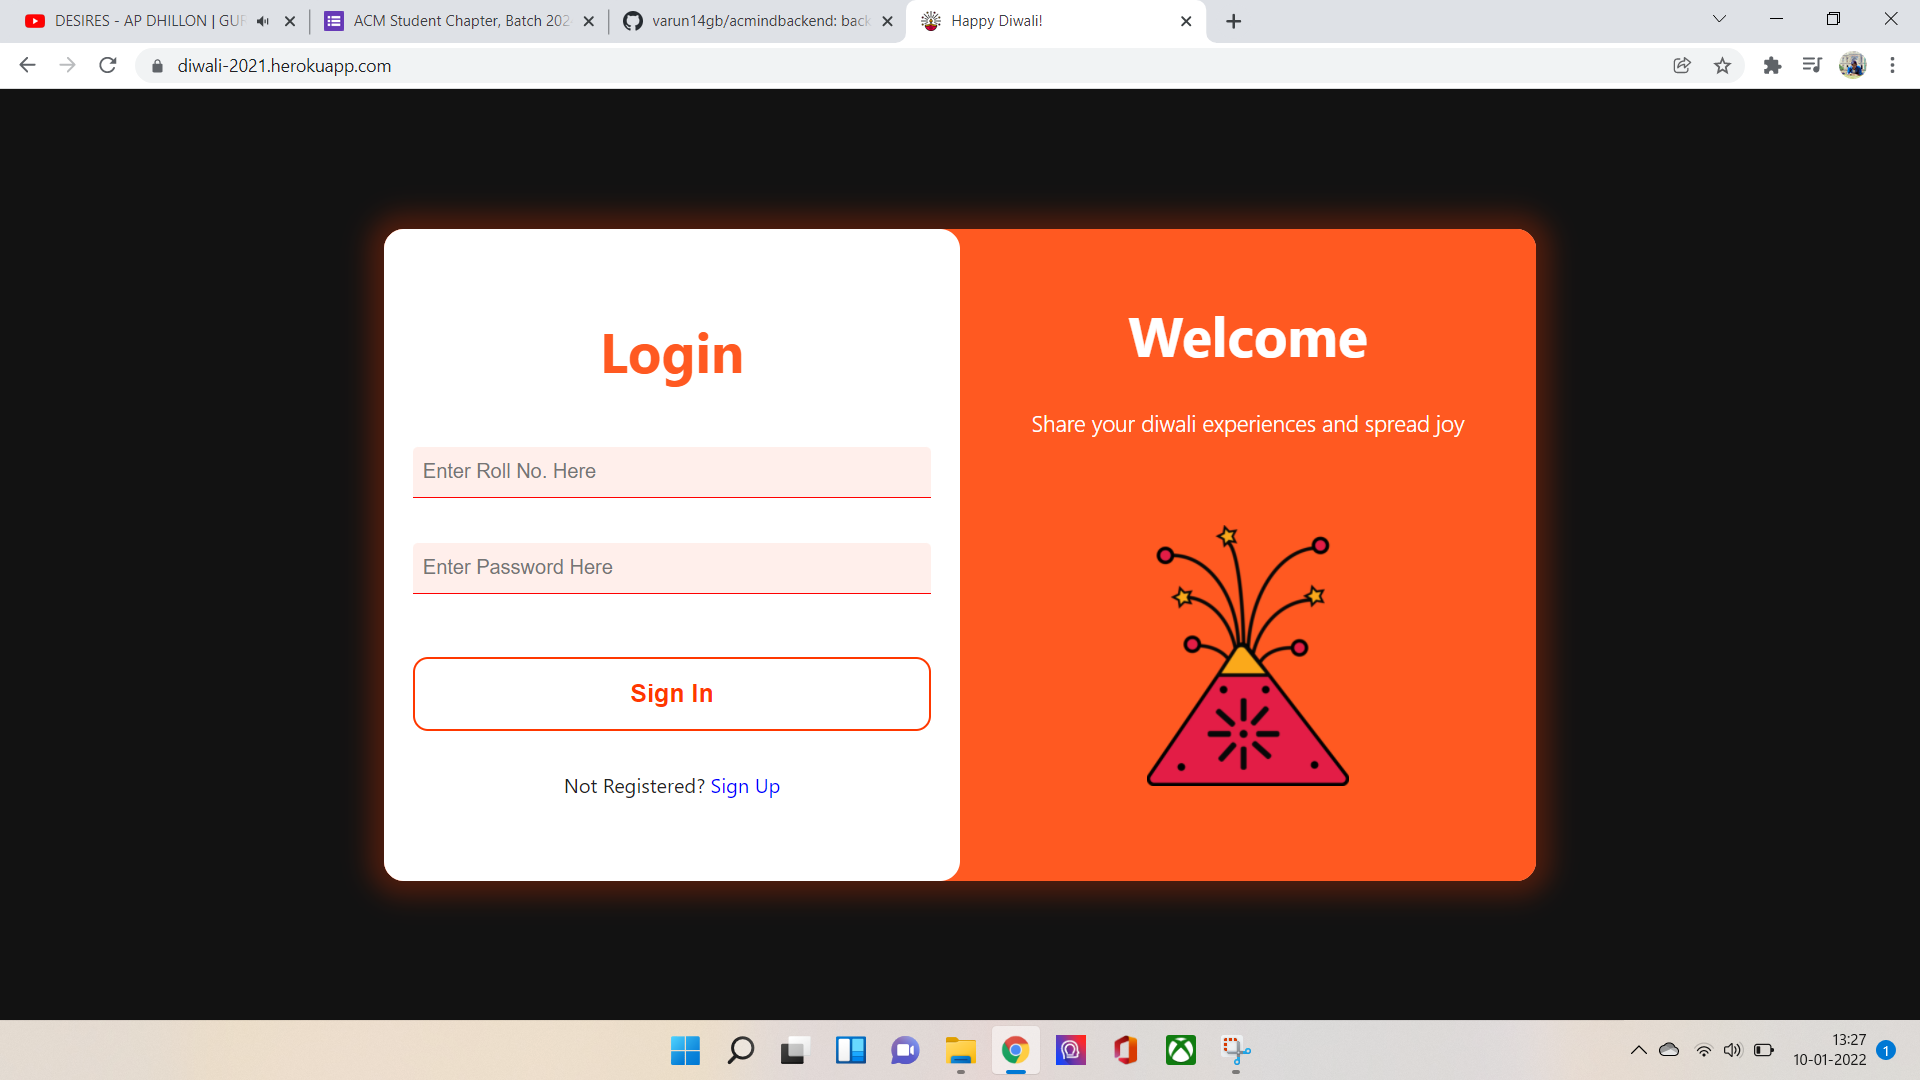 DESIRES - AP DHILLON | GUR
ACM Student Chapter, Batch 202
varun14gb/acmindbackend: back
Happy Diwali!
diwali-2021.herokuapp.com
Login
Enter Roll No. Here
Enter Password Here
Sign In
Not Registered? Sign Up
Welcome
Share your diwali experiences and spread joy
13:27
10-01-2022
1